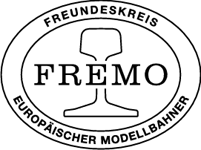 FREUNDESKREIS
FREMO
EUROPÄISCHER MODELLBAHNER